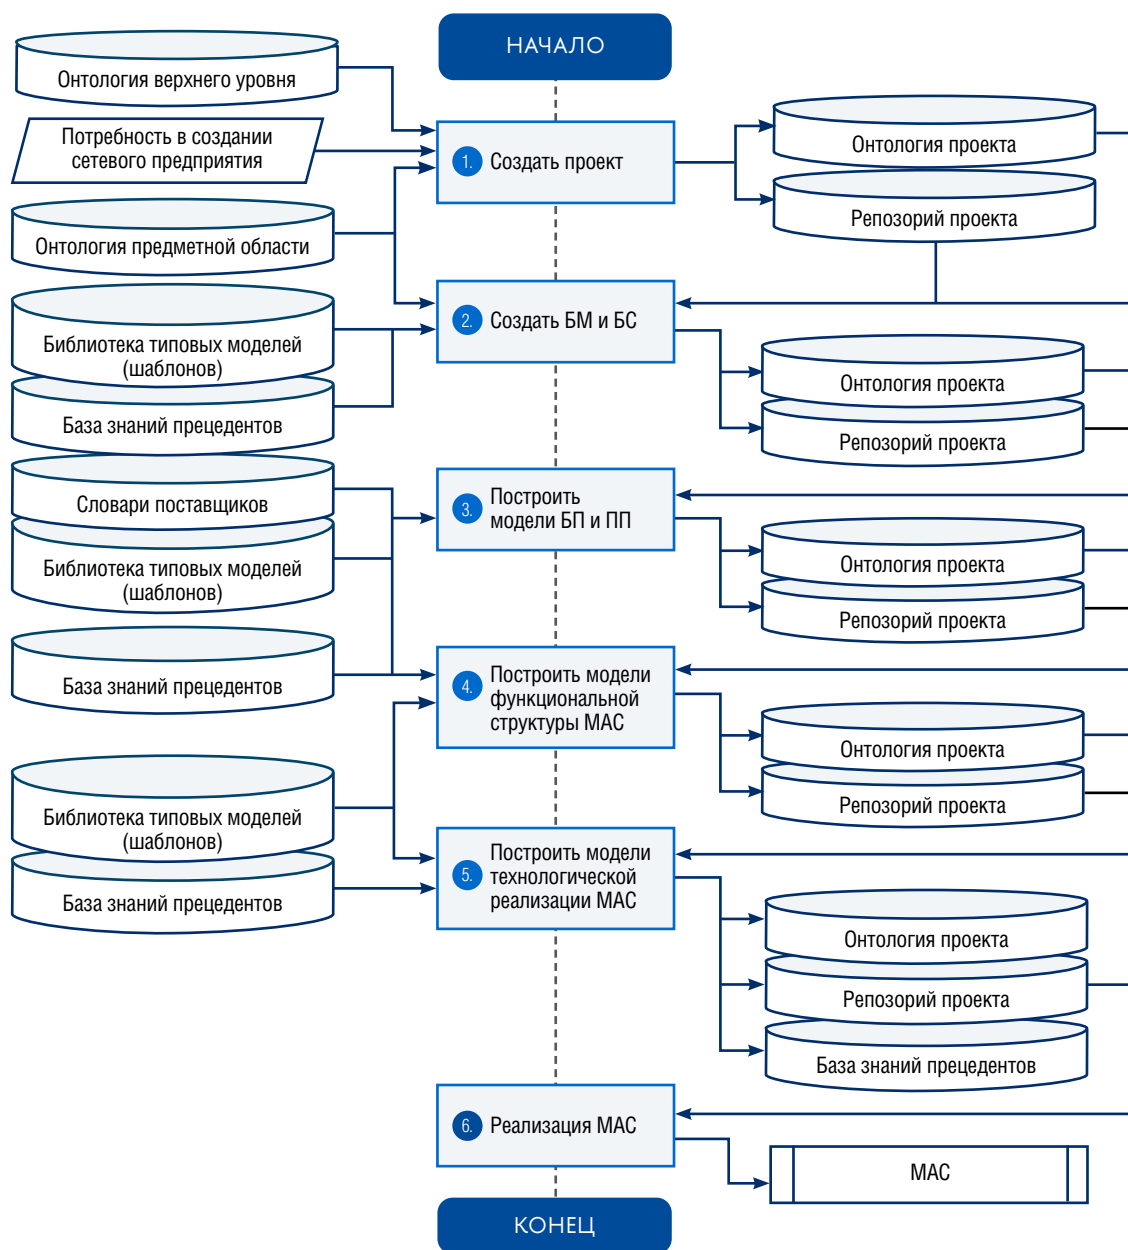 НАЧАЛО
Онтология верхнего уровня
Потребность в создании
сетевого предприятия
1. Создать проект
Онтология проекта
Репозорий проекта
Онтология предметной области
2. Создать БМ и БС
Библиотека типовых моделей
(шаблонов)
База знаний прецедентов
Онтология проекта
Репозорий проекта
Словари поставщиков
Библиотека типовых моделей
(шаблонов)
3. Построить
модели БП и ПП
Онтология проекта
Репозорий проекта
База знаний прецедентов
4. Построить модели
функциональной
структуры МАС
Онтология проекта
Репозорий проекта
Библиотека типовых моделей
(шаблонов)
База знаний прецедентов
5. Построить модели
технологической
реализации МАС
Онтология проекта
Репозорий проекта
База знаний прецедентов
6. Реализация МАС
МАС
КОНЕЦ